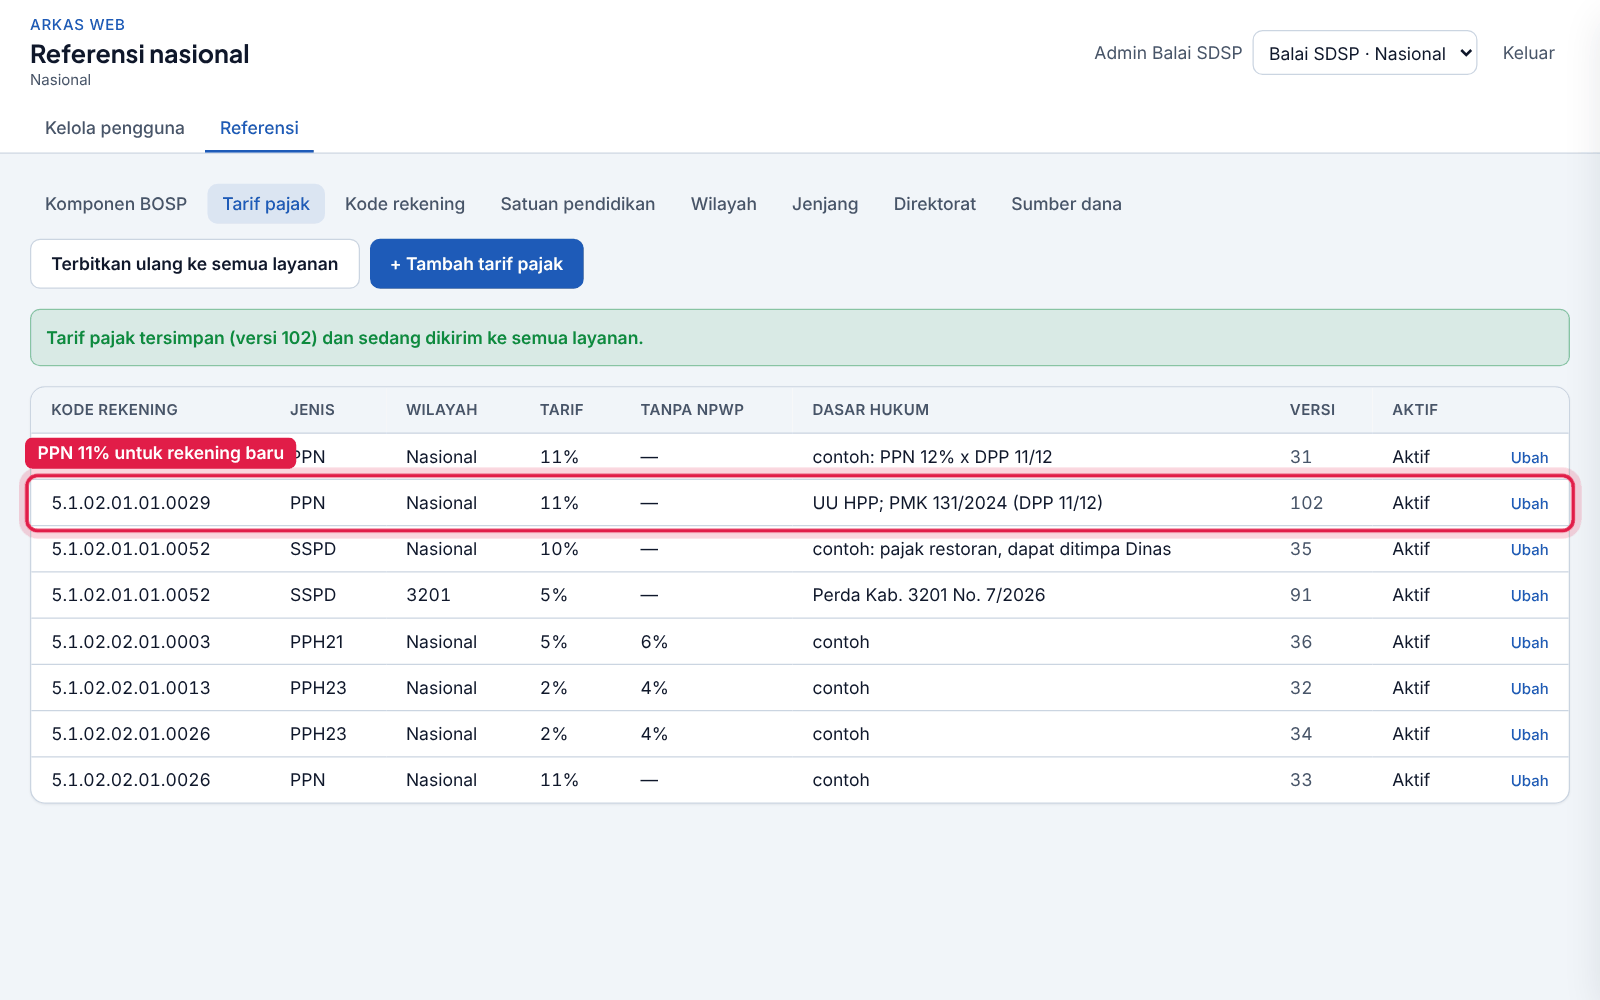 ARKAS WEB
Referensi nasional
Nasional
Admin Balai SDSP
Balai SDSP · Nasional
Keluar
Kelola pengguna
Referensi
Komponen BOSP
Tarif pajak
Kode rekening
Satuan pendidikan
Wilayah
Jenjang
Direktorat
Sumber dana
Terbitkan ulang ke semua layanan
+ Tambah tarif pajak
Tarif pajak tersimpan (versi 102) dan sedang dikirim ke semua layanan.
KODE REKENING JENIS WILAYAH TARIF TANPA NPWP DASAR HUKUM VERSI AKTIF
PPN 11% untuk rekening baru
PPN Nasional 11% — contoh: PPN 12% x DPP 11/12 31 Aktif Ubah
5.1.02.01.01.0029 PPN Nasional 11% — UU HPP; PMK 131/2024 (DPP 11/12) 102 Aktif Ubah
5.1.02.01.01.0052 SSPD Nasional 10% — contoh: pajak restoran, dapat ditimpa Dinas 35 Aktif Ubah
5.1.02.01.01.0052 SSPD 3201 5% — Perda Kab. 3201 No. 7/2026 91 Aktif Ubah
5.1.02.02.01.0003 PPH21 Nasional 5% 6% contoh 36 Aktif Ubah
5.1.02.02.01.0013 PPH23 Nasional 2% 4% contoh 32 Aktif Ubah
5.1.02.02.01.0026 PPH23 Nasional 2% 4% contoh 34 Aktif Ubah
5.1.02.02.01.0026 PPN Nasional 11% — contoh 33 Aktif Ubah